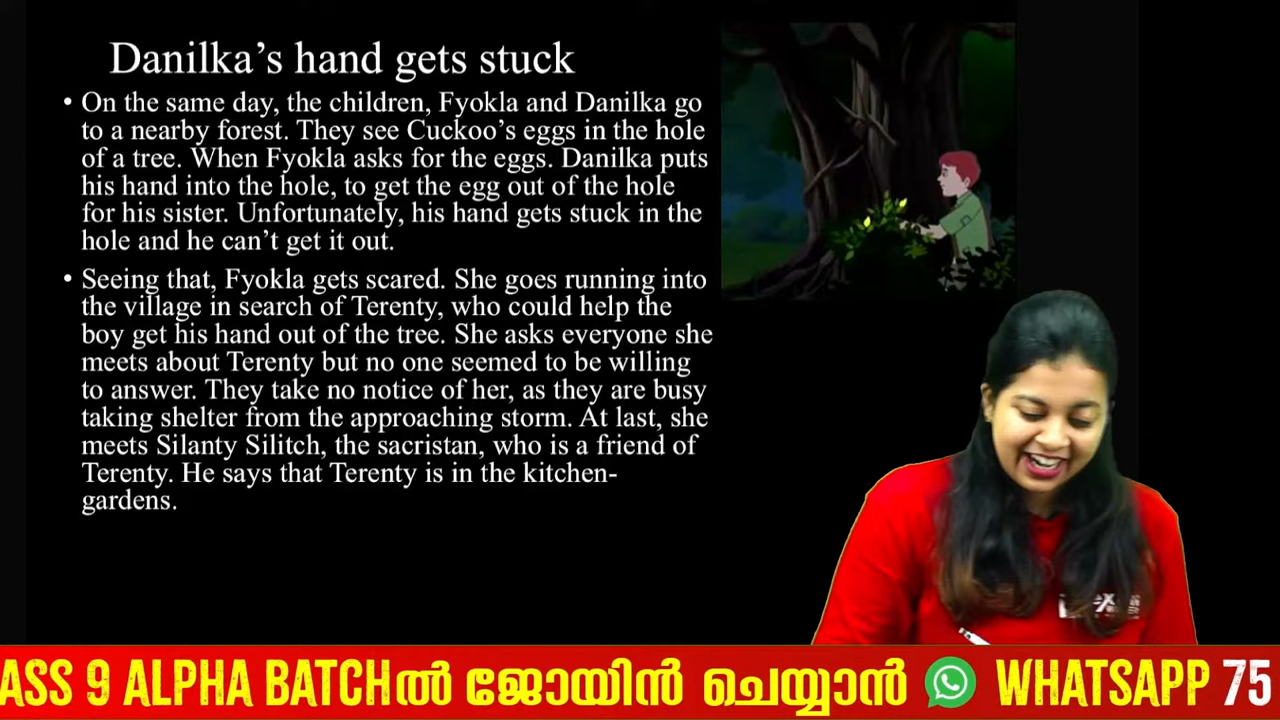 Danilka's hand gets stuck
• On the same day, the children, Fyokla and Danilka go
to a nearby forest. They see Cuckoo's eggs in the hole
of a tree. When Fyokla asks for the eggs. Danilka puts
his hand into the hole, to get the egg out of the hole
for his sister. Unfortunately, his hand gets stuck in the
hole and he can't get it out.
• Seeing that, Fyokla gets scared. She goes running into
the village in search of Terenty, who could help the
boy get his hand out of the tree. She asks everyone she
meets about Terenty but no one seemed to be willing
to answer. They take no notice of her, as they are busy
taking shelter from the approaching storm. At last, she
meets Silanty Silitch, the sacristan, who is a friend of
Terenty. He says that Terenty is in the kitchen-
gardens.
ASS 9 ALPHA BATCHൽ ജോയിൻ ചെയ്യാൻ WHATSAPP 75